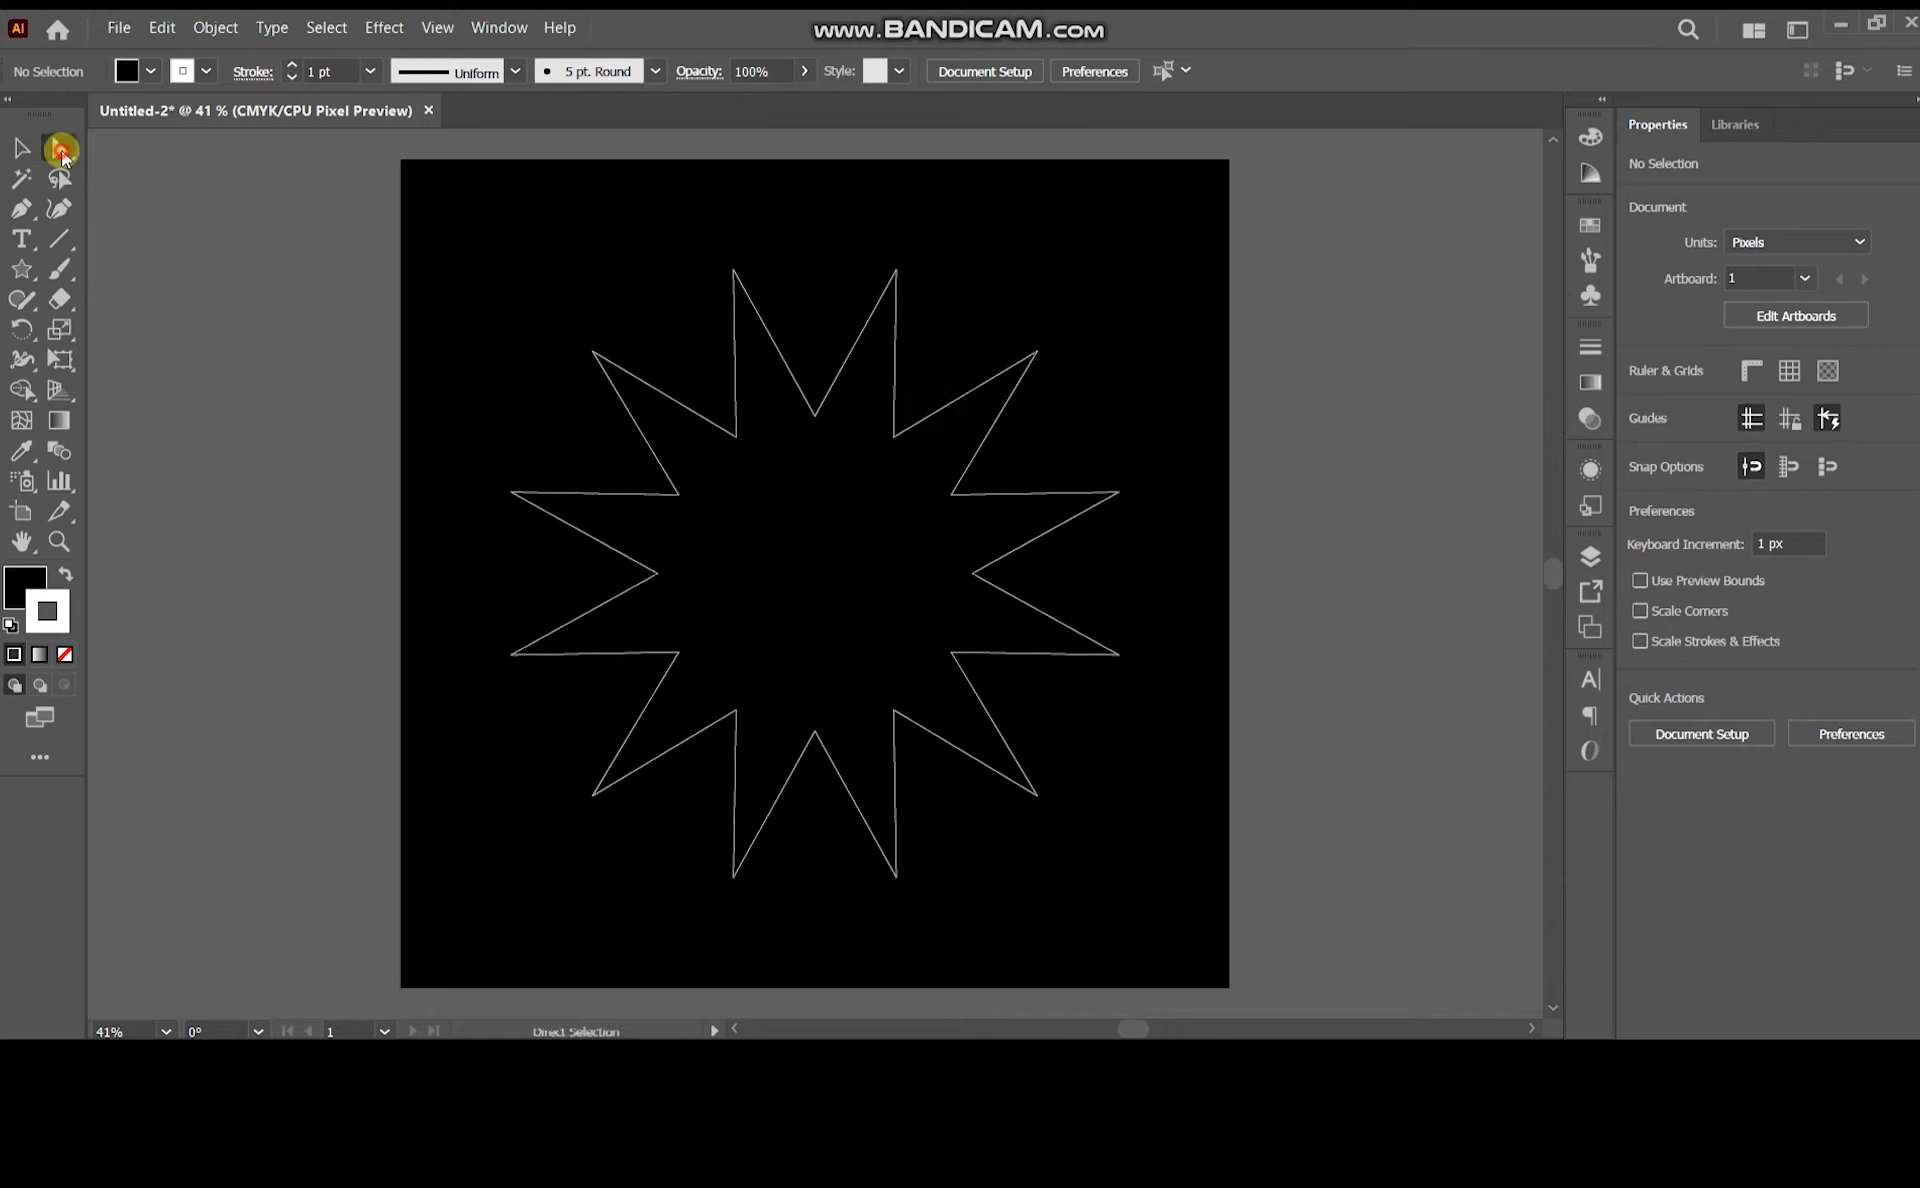 www.BANDICAM.com
Ai File Edit Object Type Select Effect View Window Help
No Selection Stroke: 1 pt Uniform 5 pt. Round Opacity: 100% Style: Document Setup Preferences
Untitled-2* @ 41 % (CMYK/CPU Pixel Preview) ×
Properties Libraries
No Selection
Document
Units: Pixels
Artboard: 1
Edit Artboards
Ruler & Grids
Guides
Snap Options
Preferences
Keyboard Increment: 1 px
Use Preview Bounds
Scale Corners
Scale Strokes & Effects
Quick Actions
Document Setup Preferences
41% 0° 1 Direct Selection